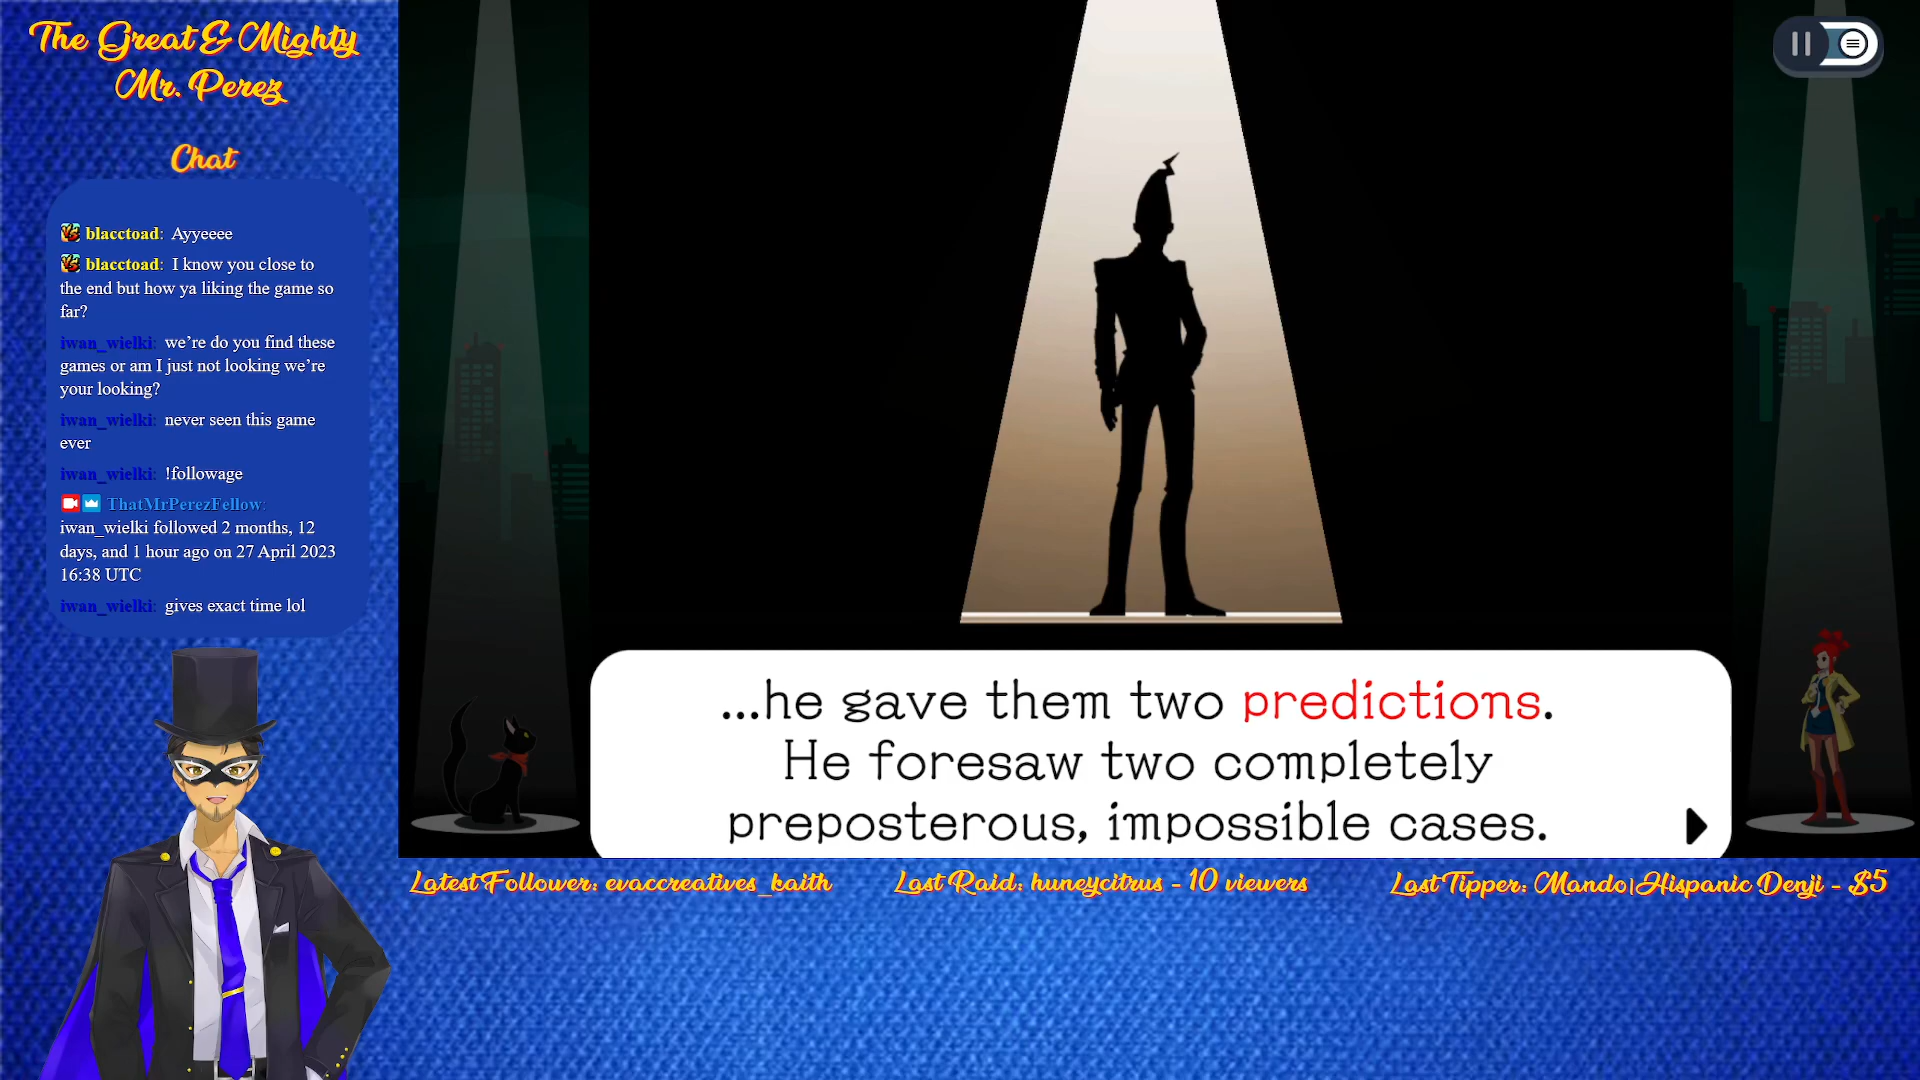 The Great & Mighty
Mr. Perez
Chat
blacctoad: Ayyeeee
blacctoad: I know you close to
the end but how ya liking the game so
far?
iwan_wielki: we’re do you find these
games or am I just not looking we’re
your looking?
iwan_wielki: never seen this game
ever
iwan_wielki: !followage
ThatMrPerezFellow:
iwan_wielki followed 2 months, 12
days, and 1 hour ago on 27 April 2023
16:38 UTC
iwan_wielki: gives exact time lol
...he gave them two predictions.
He foresaw two completely
preposterous, impossible cases.
Latest Follower: evaccreatives_kaith
Last Raid: huneycitrus - 10 viewers
Last Tipper: Mando|Hispanic Denji - $5